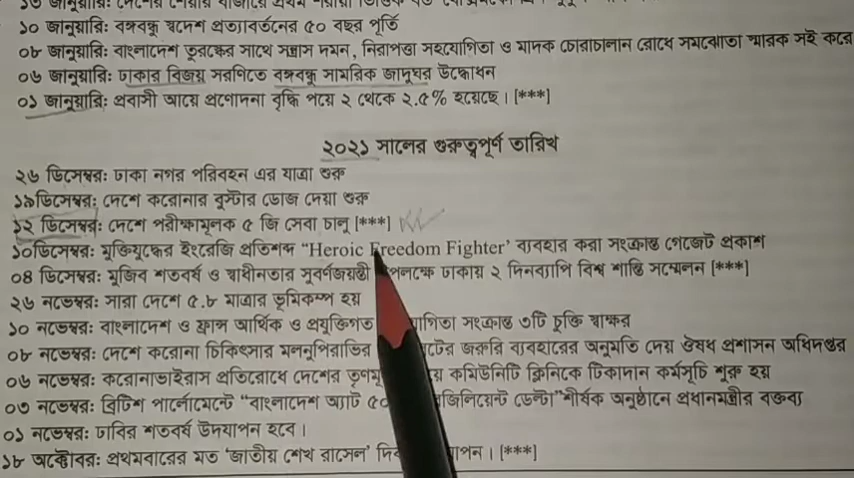 ১০ জানুয়ারি: বঙ্গবন্ধু স্বদেশ প্রত্যাবর্তনের ৫০ বছর পূর্তি
০৮ জানুয়ারি: বাংলাদেশ তুরস্কের সাথে সন্ত্রাস দমন, নিরাপত্তা সহযোগিতা ও মাদক চোরাচালান রোধে সমঝোতা স্মারক সই করে
০৬ জানুয়ারি: ঢাকার বিজয় সরণিতে বঙ্গবন্ধু সামরিক জাদুঘর উদ্বোধন
০১ জানুয়ারি: প্রবাসী আয়ে প্রণোদনা বৃদ্ধি পয়ে ২ থেকে ২.৫% হয়েছে। [***]
২০২১ সালের গুরুত্বপূর্ণ তারিখ
২৬ ডিসেম্বর: ঢাকা নগর পরিবহন এর যাত্রা শুরু
১৯ডিসেম্বর: দেশে করোনার বুস্টার ডোজ দেয়া শুরু
১২ ডিসেম্বর: দেশে পরীক্ষামূলক ৫ জি সেবা চালু [***]
১০ডিসেম্বর: মুক্তিযুদ্ধের ইংরেজি প্রতিশব্দ “Heroic Freedom Fighter’ ব্যবহার করা সংক্রান্ত গেজেট প্রকাশ
০৪ ডিসেম্বর: মুজিব শতবর্ষ ও স্বাধীনতার সুবর্ণজয়ন্তী পলক্ষে ঢাকায় ২ দিনব্যাপি বিশ্ব শান্তি সম্মেলন [***]
২৬ নভেম্বর: সারা দেশে ৫.৮ মাত্রার ভূমিকম্প হয়
১০ নভেম্বর: বাংলাদেশ ও ফ্রান্স আর্থিক ও প্রযুক্তিগত যোগিতা সংক্রান্ত ৩টি চুক্তি স্বাক্ষর
০৮ নভেম্বর: দেশে করোনা চিকিৎসার মলনুপিরাভির টের জরুরি ব্যবহারের অনুমতি দেয় ঔষধ প্রশাসন অধিদপ্তর
০৬ নভেম্বর: করোনাভাইরাস প্রতিরোধে দেশের তৃণমূ য় কমিউনিটি ক্লিনিকে টিকাদান কর্মসূচি শুরু হয়
০৩ নভেম্বর: ব্রিটিশ পার্লামেন্টে “বাংলাদেশ অ্যাট ৫০ জিলিয়েন্ট ডেল্টা”শীর্ষক অনুষ্ঠানে প্রধানমন্ত্রীর বক্তব্য
০১ নভেম্বর: ঢাবির শতবর্ষ উদযাপন হবে।
১৮ অক্টোবর: প্রথমবারের মত ‘জাতীয় শেখ রাসেল’ দি াপন। [***]